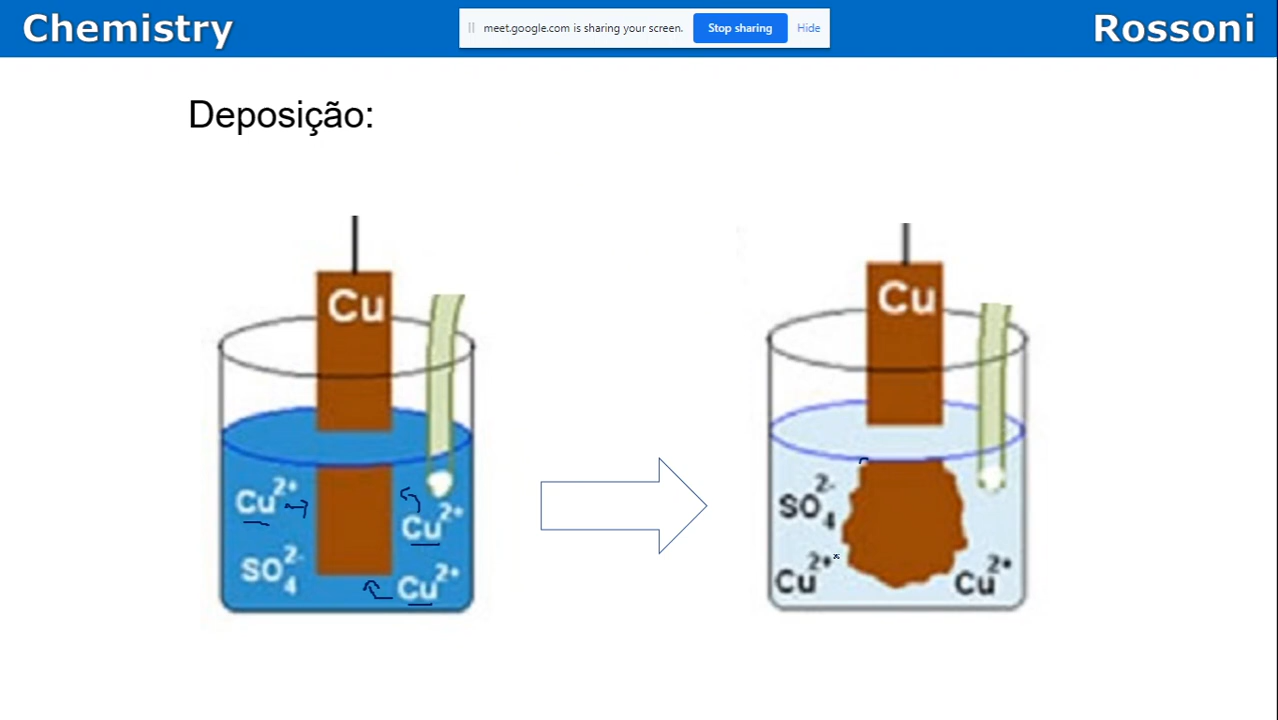 Chemistry
meet.google.com is sharing your screen. Stop sharing Hide
Rossoni
Deposição:
Cu
Cu²⁺
Cu²⁺
SO₄²⁻
Cu²⁺
Cu
SO₄²⁻
Cu²⁺
Cu²⁺